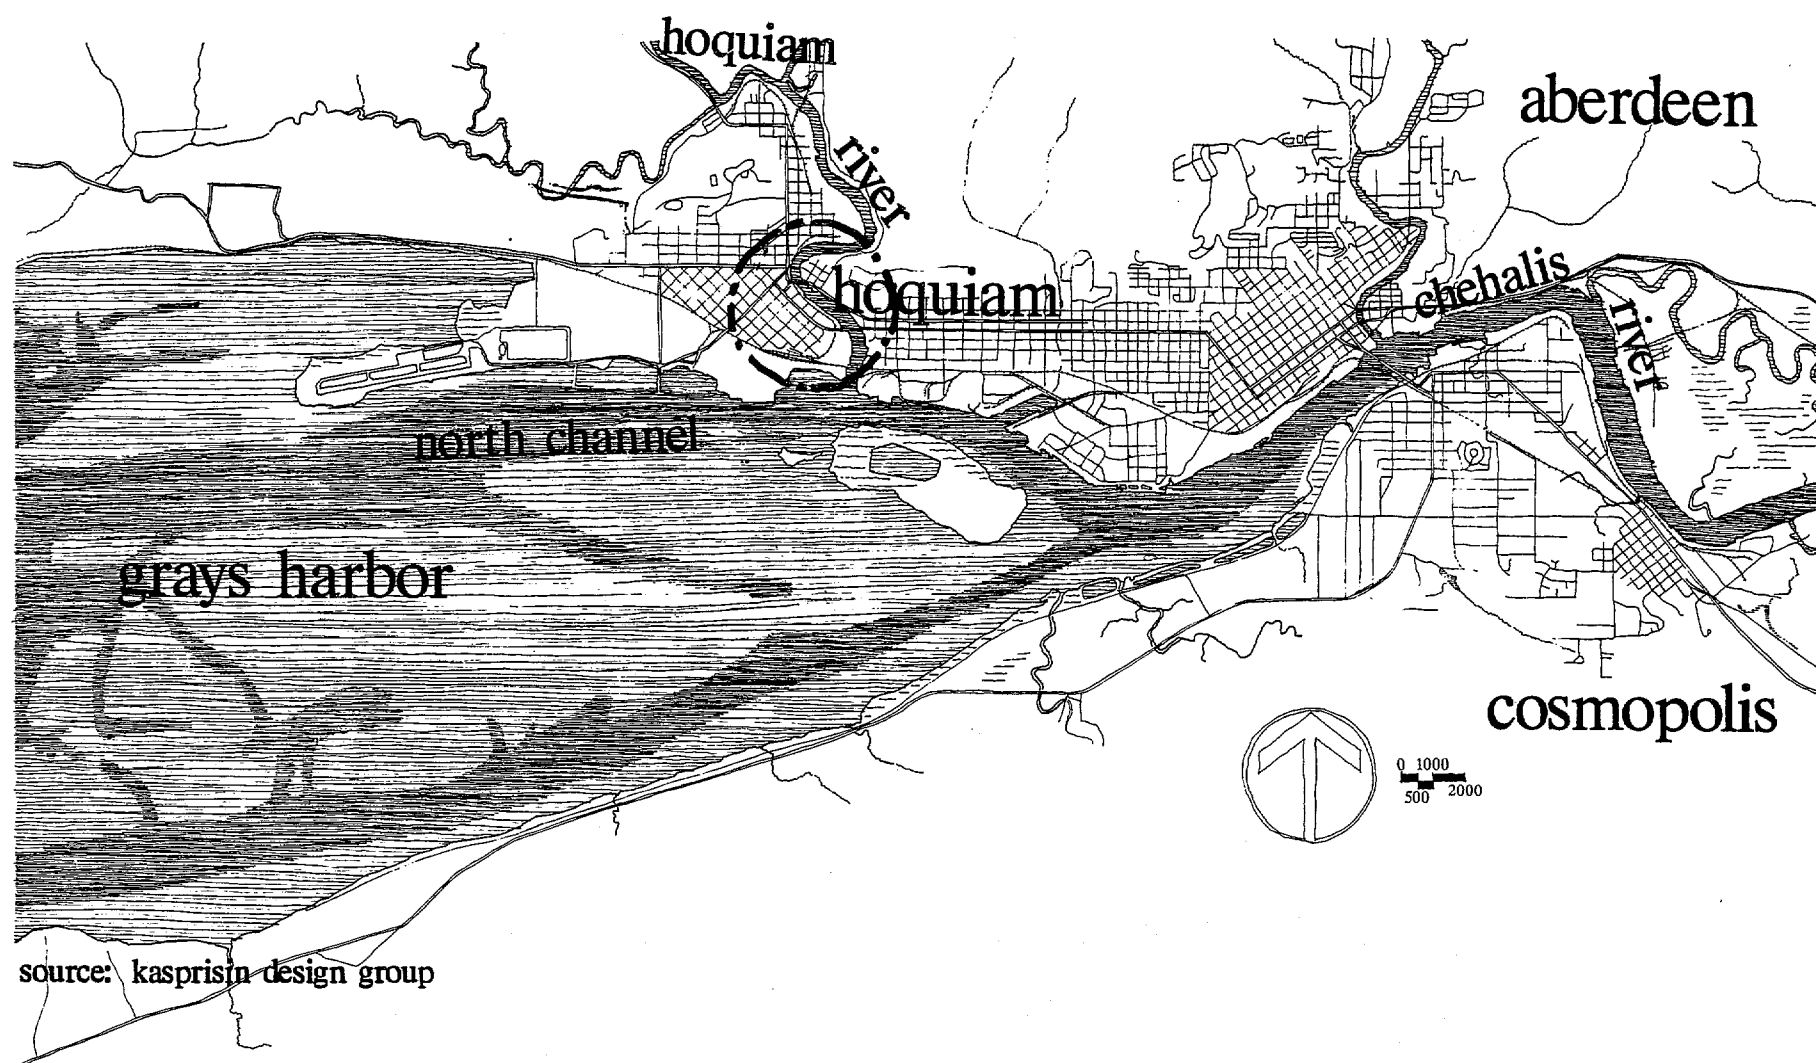 hoquiam
river
aberdeen
hoquiam
chehalis
river
north channel
grays harbor
cosmopolis
0 1000
500 2000
source: kasprisin design group